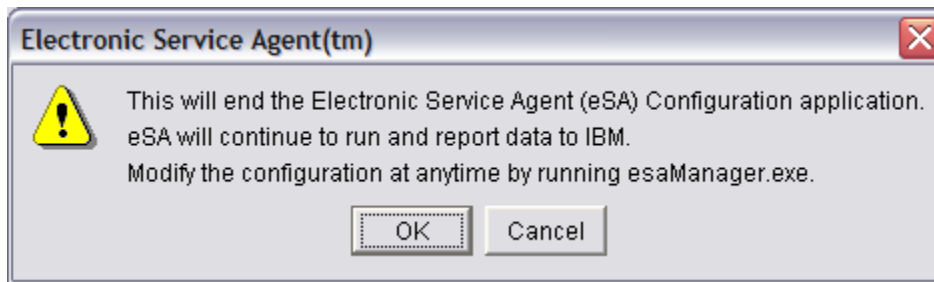 Electronic Service Agent(tm)
This will end the Electronic Service Agent (eSA) Configuration application.
eSA will continue to run and report data to IBM.
Modify the configuration at anytime by running esaManager.exe.
OK Cancel